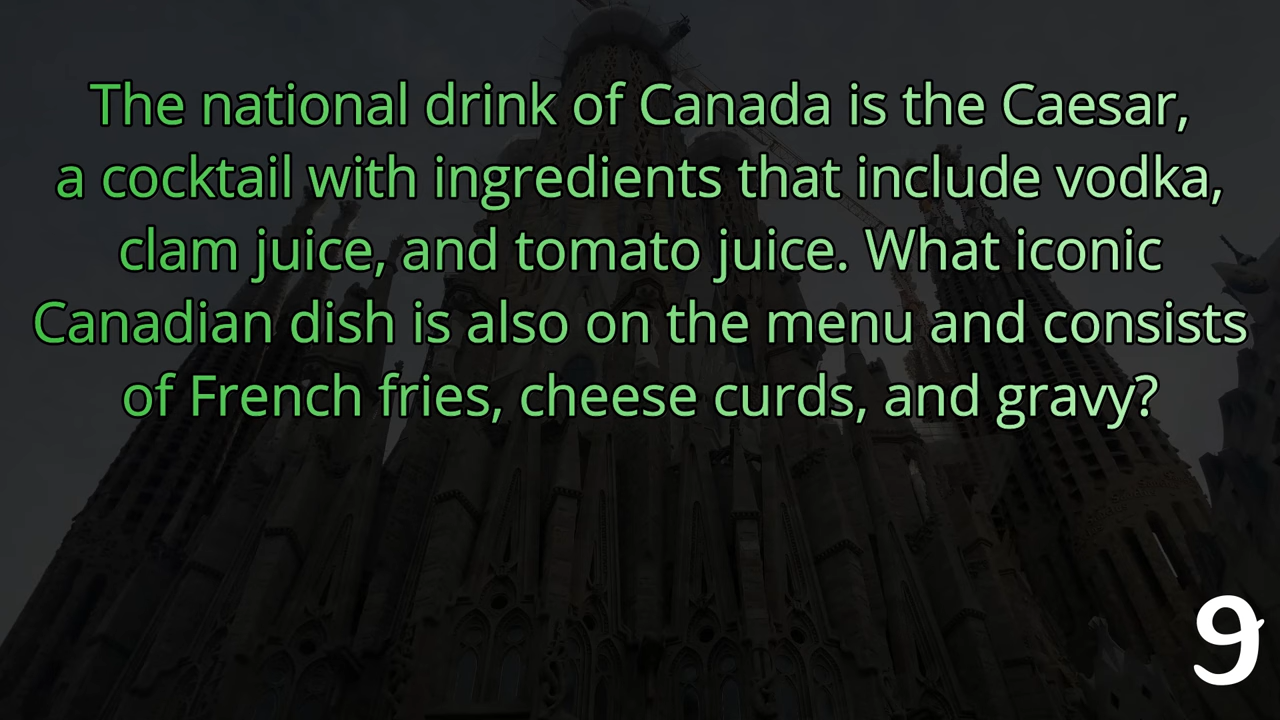 The national drink of Canada is the Caesar,
a cocktail with ingredients that include vodka,
clam juice, and tomato juice. What iconic
Canadian dish is also on the menu and consists
of French fries, cheese curds, and gravy?
9